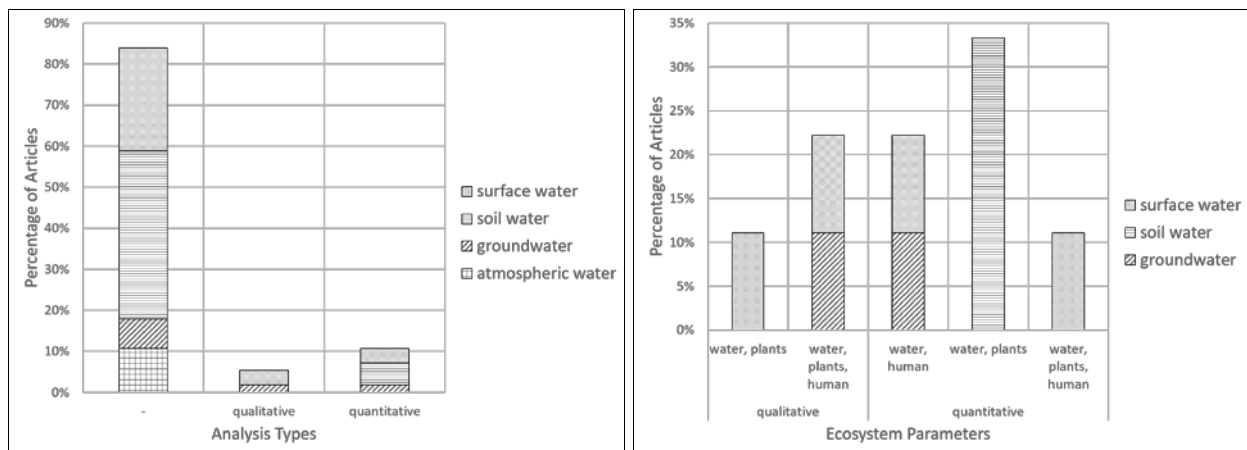 90%
80%
70%
60%
50%
40%
30%
20%
10%
0%
Percentage of Articles
-
qualitative
quantitative
Analysis Types
surface water
soil water
groundwater
atmospheric water
35%
30%
25%
20%
15%
10%
5%
0%
Percentage of Articles
water, plants
water,
plants,
human
water,
human
water, plants
water,
plants,
human
qualitative
quantitative
Ecosystem Parameters
surface water
soil water
groundwater